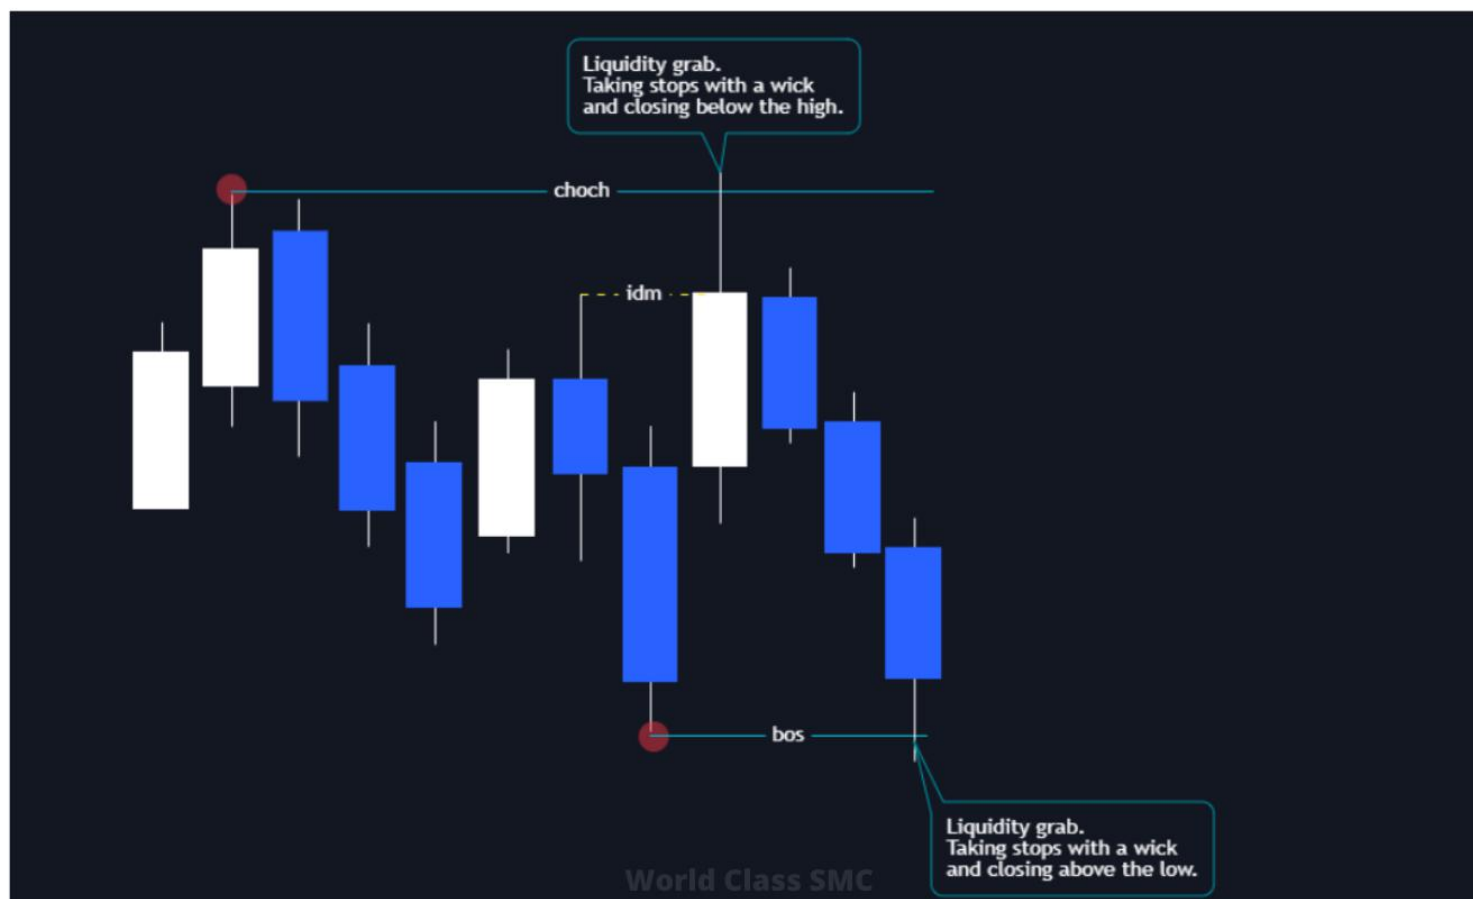 Liquidity grab.
Taking stops with a wick
and closing below the high.
choch
idm
bos
Liquidity grab.
Taking stops with a wick
and closing above the low.
World Class SMC